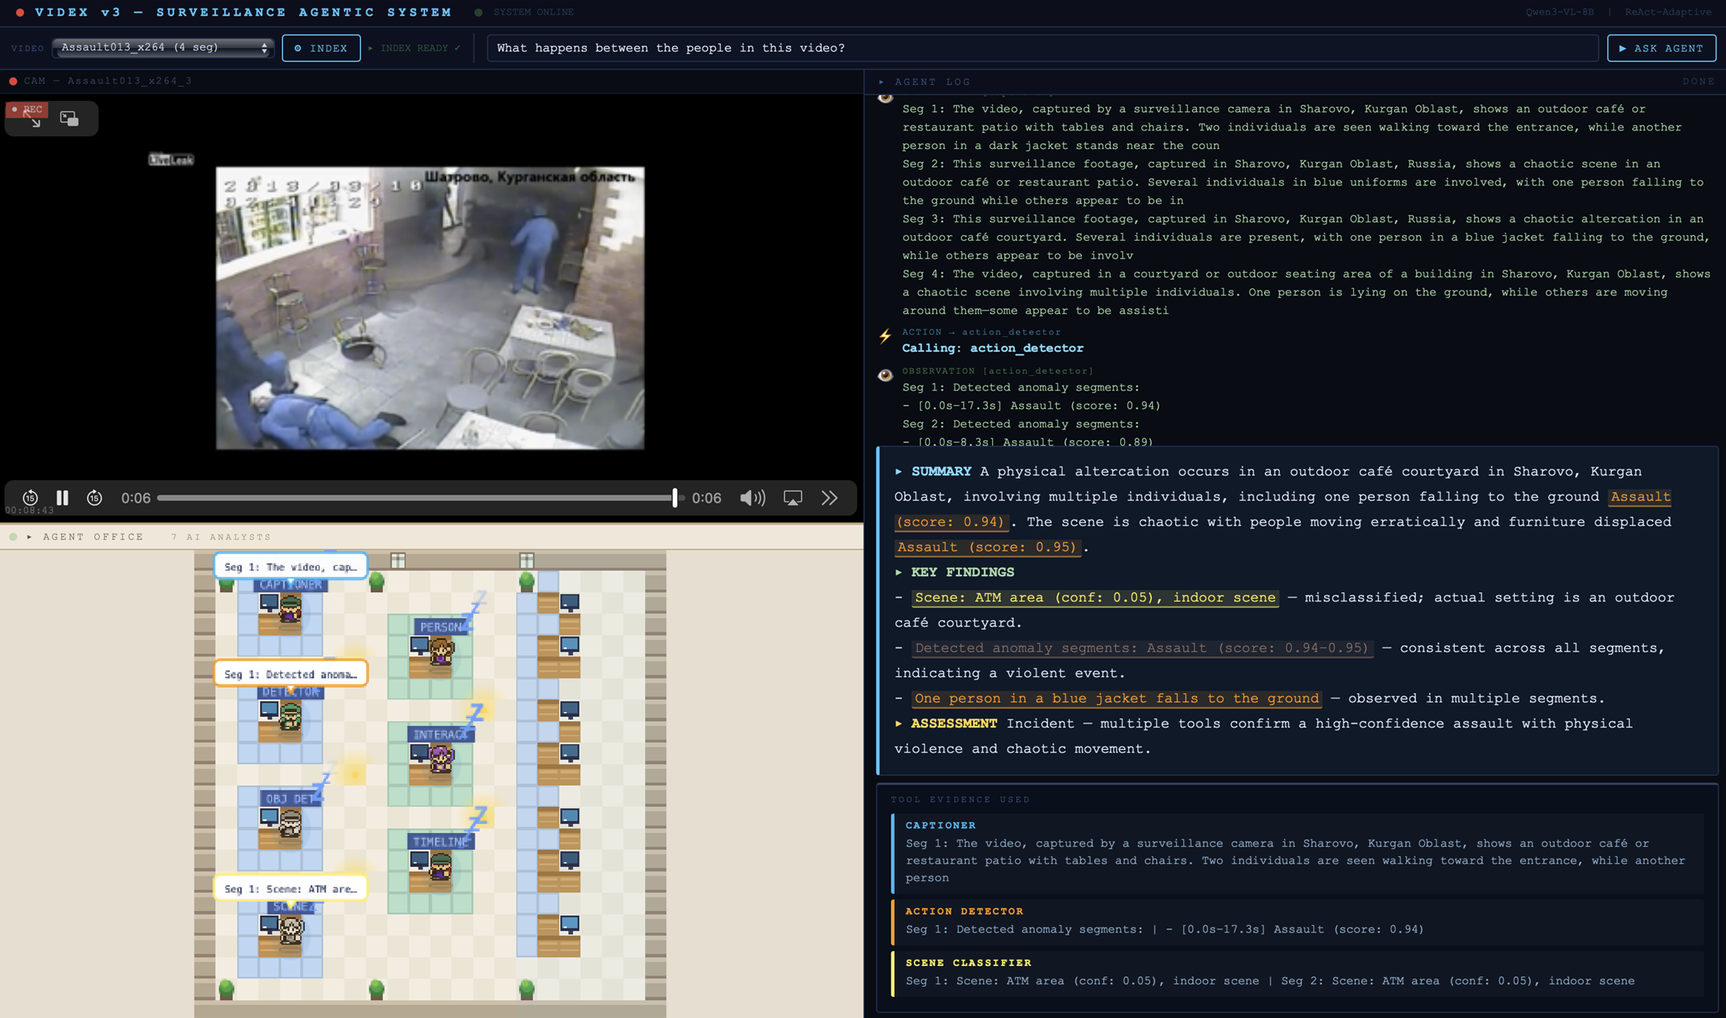 VIDEX v3 — SURVEILLANCE AGENTIC SYSTEM
SYSTEM ONLINE
Qwen3-VL-8B | ReAct-Adaptive
VIDEO
Assault013_x264 (4 seg)
⚙ INDEX
▸ INDEX READY ✓
What happens between the people in this video?
▶ ASK AGENT
CAM — Assault013_x264_3
REC
LiveLeak
2013/03/10
Шатрово, Курганская область
0:06
0:06
00:08:43
▸ AGENT OFFICE 7 AI ANALYSTS
Seg 1: The video, cap…
CAPTIONER
PERSON
Seg 1: Detected anoma…
DETECTOR
INTERACT
OBJ DET
TIMELINE
Seg 1: Scene: ATM are…
SCENE
▸ AGENT LOG
DONE
Seg 1: The video, captured by a surveillance camera in Sharovo, Kurgan Oblast, shows an outdoor café or
restaurant patio with tables and chairs. Two individuals are seen walking toward the entrance, while another
person in a dark jacket stands near the coun
Seg 2: This surveillance footage, captured in Sharovo, Kurgan Oblast, Russia, shows a chaotic scene in an
outdoor café or restaurant patio. Several individuals in blue uniforms are involved, with one person falling to
the ground while others appear to be in
Seg 3: This surveillance footage, captured in Sharovo, Kurgan Oblast, Russia, shows a chaotic altercation in an
outdoor café courtyard. Several individuals are present, with one person in a blue jacket falling to the ground,
while others appear to be involv
Seg 4: The video, captured in a courtyard or outdoor seating area of a building in Sharovo, Kurgan Oblast, shows
a chaotic scene involving multiple individuals. One person is lying on the ground, while others are moving
around them—some appear to be assisti
ACTION → action_detector
Calling: action_detector
OBSERVATION [action_detector]
Seg 1: Detected anomaly segments:
- [0.0s-17.3s] Assault (score: 0.94)
Seg 2: Detected anomaly segments:
- [0.0s-8.3s] Assault (score: 0.89)
▸ SUMMARY A physical altercation occurs in an outdoor café courtyard in Sharovo, Kurgan
Oblast, involving multiple individuals, including one person falling to the ground Assault
(score: 0.94). The scene is chaotic with people moving erratically and furniture displaced
Assault (score: 0.95).
▸ KEY FINDINGS
- Scene: ATM area (conf: 0.05), indoor scene — misclassified; actual setting is an outdoor
café courtyard.
- Detected anomaly segments: Assault (score: 0.94-0.95) — consistent across all segments,
indicating a violent event.
- One person in a blue jacket falls to the ground — observed in multiple segments.
▸ ASSESSMENT Incident — multiple tools confirm a high-confidence assault with physical
violence and chaotic movement.
TOOL EVIDENCE USED
CAPTIONER
Seg 1: The video, captured by a surveillance camera in Sharovo, Kurgan Oblast, shows an outdoor café or
restaurant patio with tables and chairs. Two individuals are seen walking toward the entrance, while another
person
ACTION DETECTOR
Seg 1: Detected anomaly segments: | - [0.0s-17.3s] Assault (score: 0.94)
SCENE CLASSIFIER
Seg 1: Scene: ATM area (conf: 0.05), indoor scene | Seg 2: Scene: ATM area (conf: 0.05), indoor scene